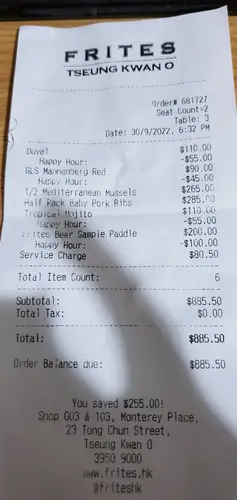 FRITES
TSEUNG KWAN O
Order# 681727
Seat Count=2
Table: 3
Date: 30/9/2022, 6:32 PM
Duvel $110.00
Happy Hour: -$55.00
GLS Mannenberg Red $90.00
Happy Hour: -$45.00
1/2 Mediterranean Mussels $265.00
Half Rack Baby Pork Ribs $285.00
Tropical Mojito $110.00
Happy Hour: -$55.00
Frites Beer Sample Paddle $200.00
Happy Hour: -$100.00
Service Charge $80.50
Total Item Count: 6
Subtotal: $885.50
Total Tax: $0.00
Total: $885.50
Order Balance due: $885.50
You saved $255.00!
Shop GU3 & 103, Monterey Place,
23 Tong Chun Street,
Tseung Kwan O
3950 9000
www.frites.hk
@friteshk